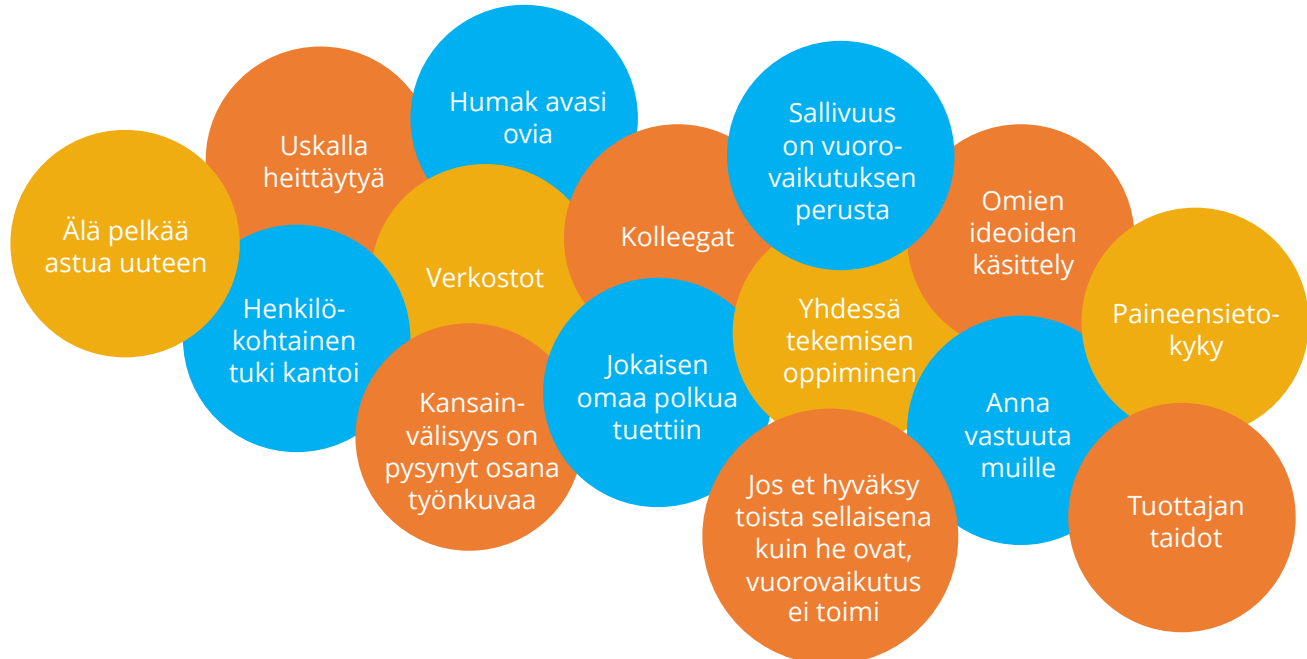 Älä pelkää
astua uuteen
Uskalla
heittäytyä
Humak avasi
ovia
Henkilö-
kohtainen
tuki kantoi
Verkostot
Kansain-
välisyys on
pysynyt osana
työnkuvaa
Kolleegat
Jokaisen
omaa polkua
tuettiin
Sallivuus
on vuoro-
vaikutuksen
perusta
Yhdessä
tekemisen
oppiminen
Jos et hyväksy
toista sellaisena
kuin he ovat,
vuorovaikutus
ei toimi
Omien
ideoiden
käsittely
Anna
vastuuta
muille
Paineensieto-
kyky
Tuottajan
taidot